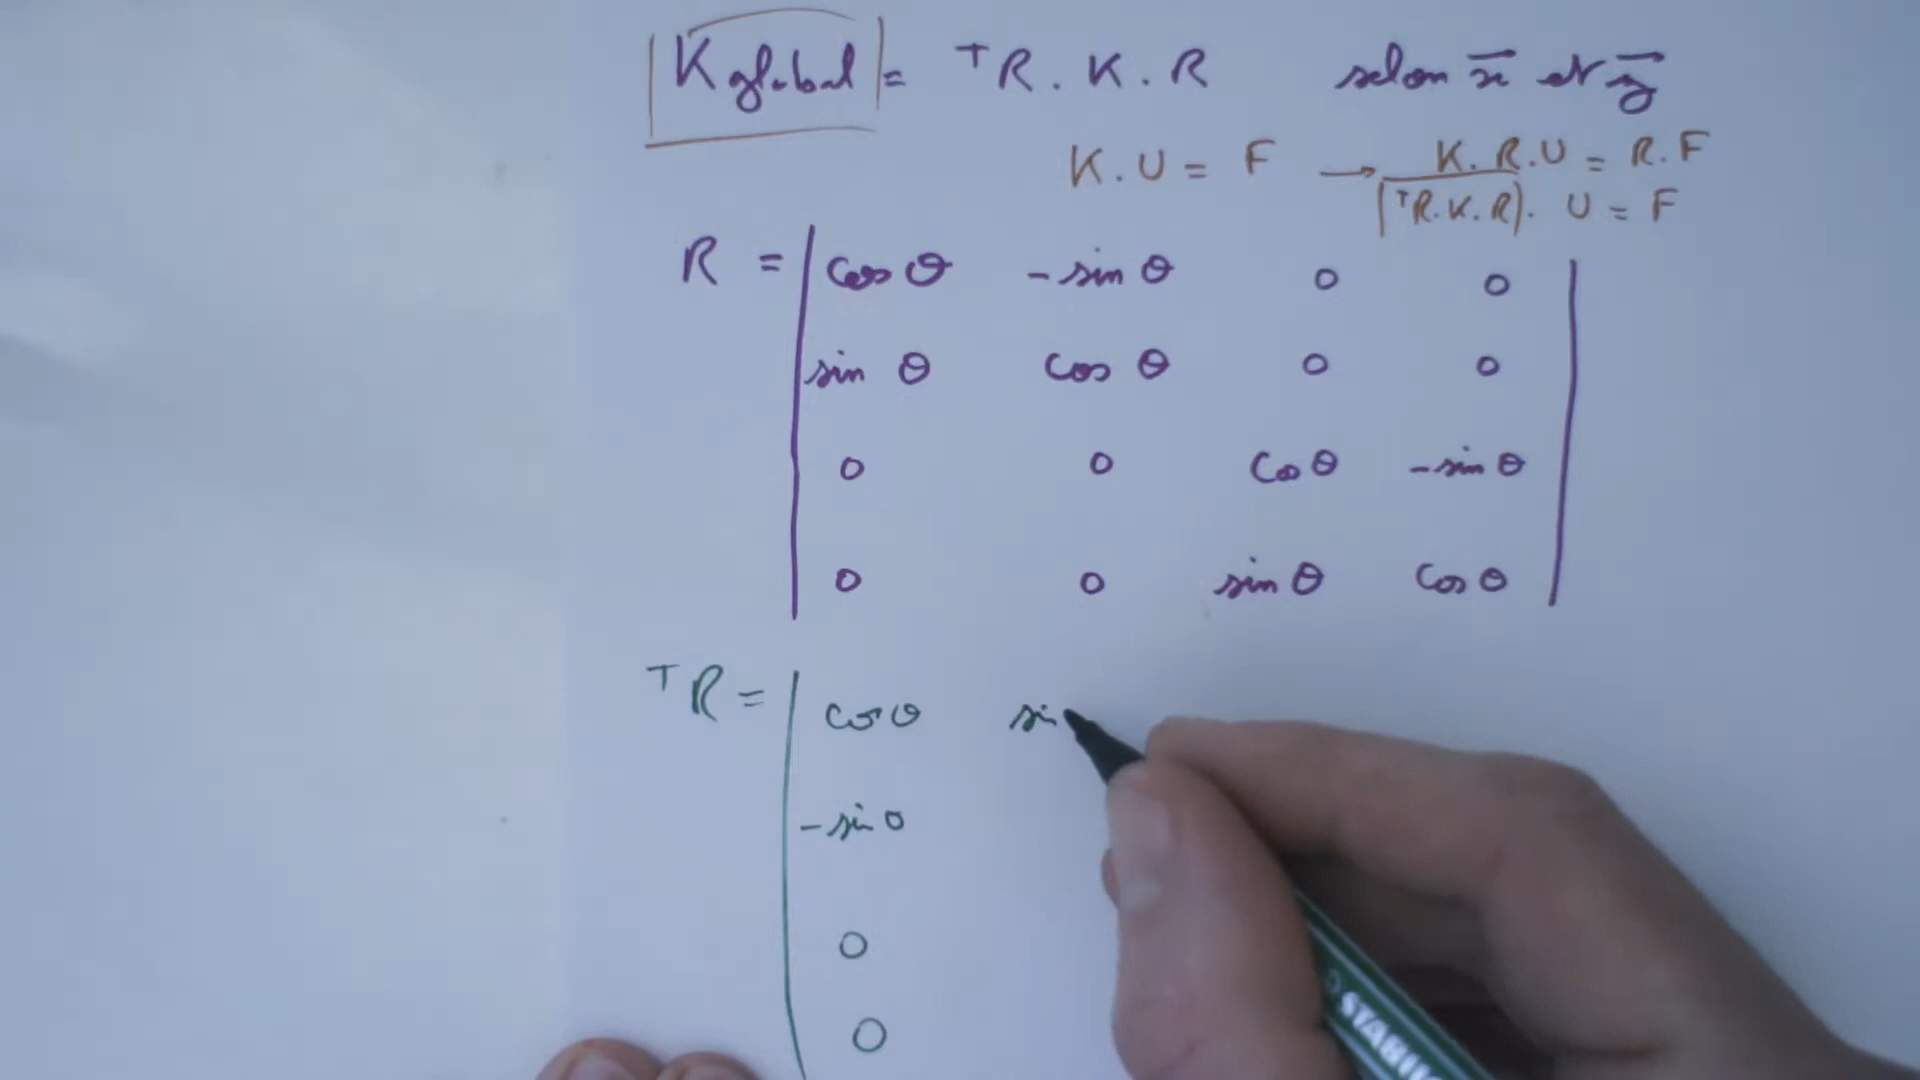 K global = ᵀR . K . R selon x⃗ et y⃗
K . U = F → K . R . U = R . F
(ᵀR . K . R) . U = F
R = | cos θ - sin θ 0 0 |
sin θ cos θ 0 0
0 0 cos θ - sin θ
0 0 sin θ cos θ
ᵀR = | cos θ sin
- sin θ
0
0